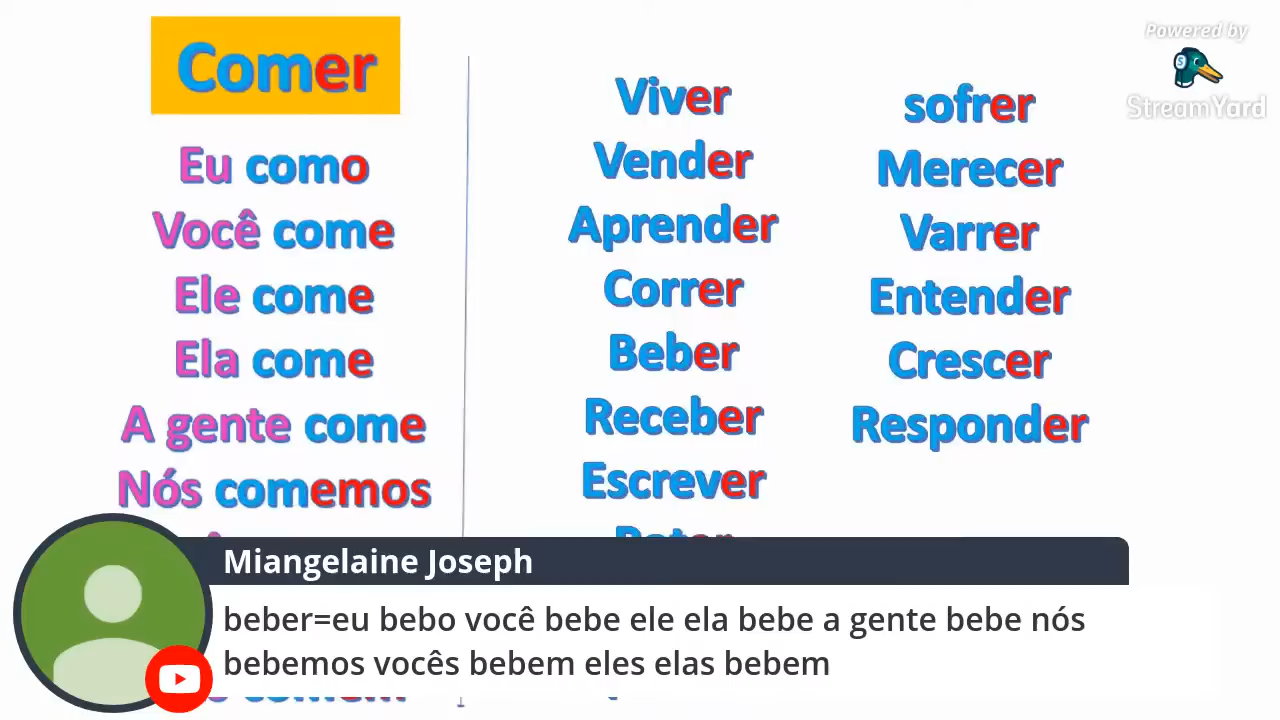 Comer
Eu como
Você come
Ele come
Ela come
A gente come
Nós comemos
Viver
Vender
Aprender
Correr
Beber
Receber
Escrever
sofrer
Merecer
Varrer
Entender
Crescer
Responder
Powered by
StreamYard
Miangelaine Joseph
beber=eu bebo você bebe ele ela bebe a gente bebe nós
bebemos vocês bebem eles elas bebem